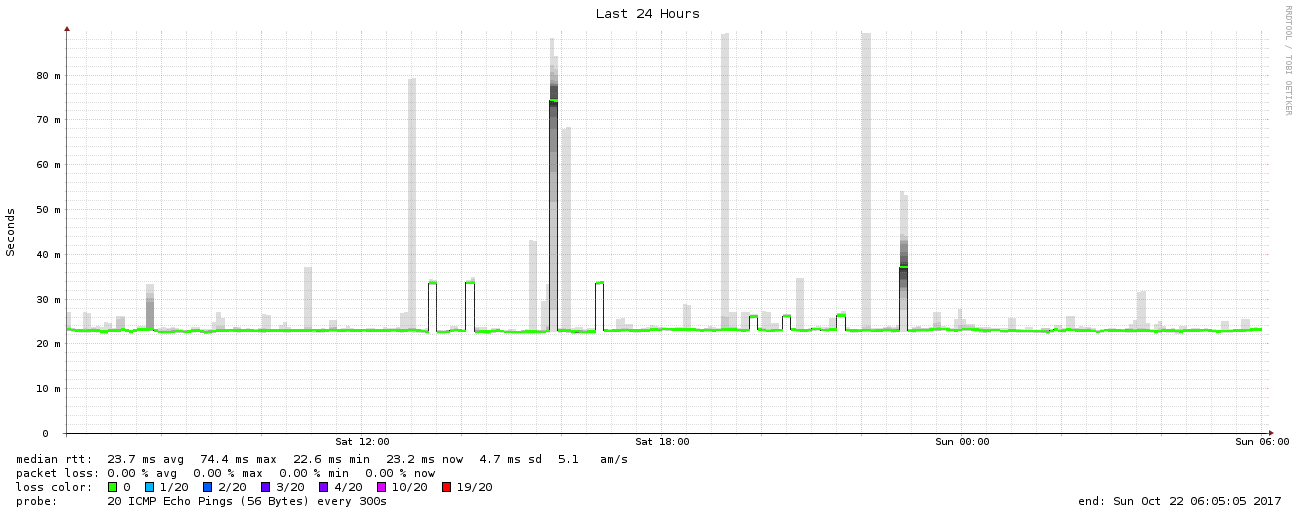 Last 24 Hours
RRDTOOL / TOBI OETIKER
Seconds
80 m
70 m
60 m
50 m
40 m
30 m
20 m
10 m
0
Sat 12:00 Sat 18:00 Sun 00:00 Sun 06:00
median rtt: 23.7 ms avg 74.4 ms max 22.6 ms min 23.2 ms now 4.7 ms sd 5.1 am/s
packet loss: 0.00 % avg 0.00 % max 0.00 % min 0.00 % now
loss color: 0 1/20 2/20 3/20 4/20 10/20 19/20
probe: 20 ICMP Echo Pings (56 Bytes) every 300s end: Sun Oct 22 06:05:05 2017